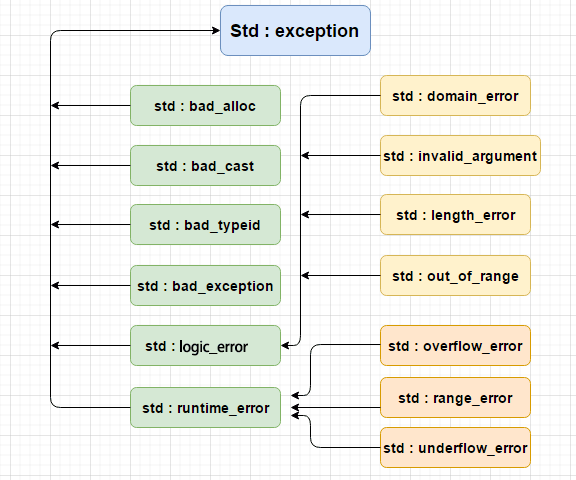 Std : exception
std : bad_alloc
std : domain_error
std : bad_cast
std : invalid_argument
std : bad_typeid
std : length_error
std : bad_exception
std : out_of_range
std : logic_error
std : overflow_error
std : runtime_error
std : range_error
std : underflow_error